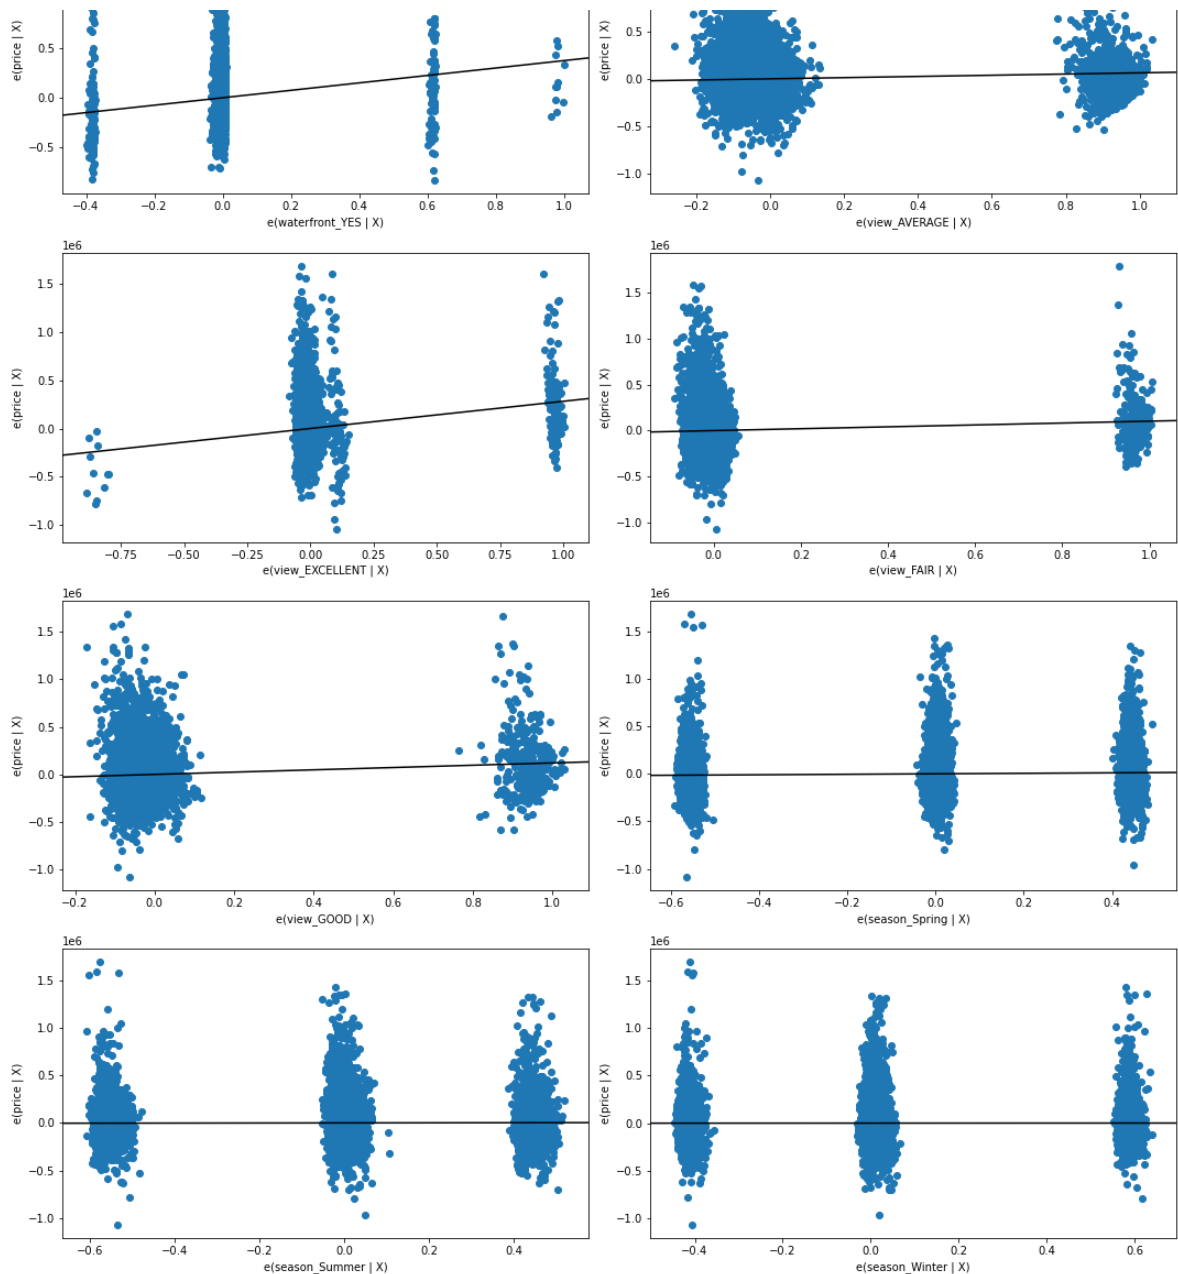 e(price | X)
0.5
0.0
−0.5
−0.4 −0.2 0.0 0.2 0.4 0.6 0.8 1.0
e(waterfront_YES | X)
e(price | X)
0.5
0.0
−0.5
−1.0
−0.2 0.0 0.2 0.4 0.6 0.8 1.0
e(view_AVERAGE | X)
1e6
e(price | X)
1.5
1.0
0.5
0.0
−0.5
−1.0
−0.75 −0.50 −0.25 0.00 0.25 0.50 0.75 1.00
e(view_EXCELLENT | X)
1e6
e(price | X)
1.5
1.0
0.5
0.0
−0.5
−1.0
0.0 0.2 0.4 0.6 0.8 1.0
e(view_FAIR | X)
1e6
e(price | X)
1.5
1.0
0.5
0.0
−0.5
−1.0
−0.2 0.0 0.2 0.4 0.6 0.8 1.0
e(view_GOOD | X)
1e6
e(price | X)
1.5
1.0
0.5
0.0
−0.5
−1.0
−0.6 −0.4 −0.2 0.0 0.2 0.4
e(season_Spring | X)
1e6
e(price | X)
1.5
1.0
0.5
0.0
−0.5
−1.0
−0.6 −0.4 −0.2 0.0 0.2 0.4
e(season_Summer | X)
1e6
e(price | X)
1.5
1.0
0.5
0.0
−0.5
−1.0
−0.4 −0.2 0.0 0.2 0.4 0.6
e(season_Winter | X)